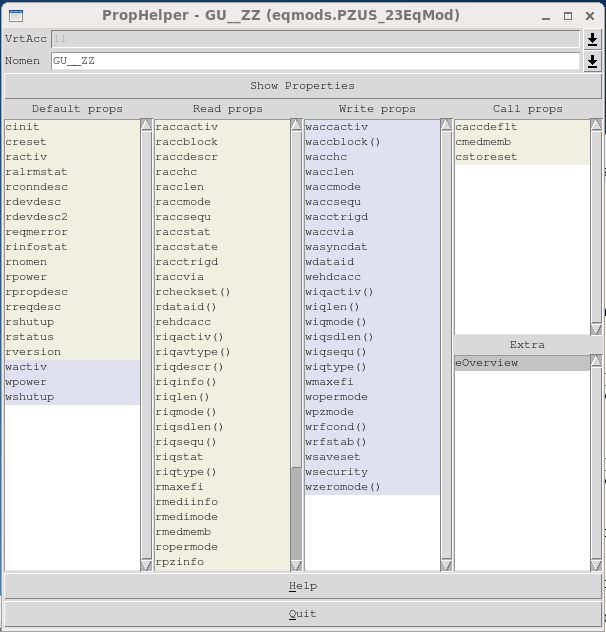 PropHelper - GU__ZZ (eqmods.PZUS_23EqMod)
VrtAcc 11
Nomen GU__ZZ
Show Properties
Default props
cinit
creset
ractiv
ralrmstat
rconndesc
rdevdesc
rdevdesc2
reqmerror
rinfostat
rnomen
rpower
rpropdesc
rreqdesc
rshutup
rstatus
rversion
wactiv
wpower
wshutup
Read props
raccactiv
raccblock
raccdescr
racchc
racclen
raccmode
raccsequ
raccstat
raccstate
racctrigd
raccvia
rcheckset()
rdataid()
rehdcacc
riqactiv()
riqavtype()
riqdescr()
riqinfo()
riqlen()
riqmode()
riqsdlen()
riqsequ()
riqstat
riqtype()
rmaxefi
rmediinfo
rmedimode
rmedmemb
ropermode
rpzinfo
Write props
waccactiv
waccblock()
wacchc
wacclen
waccmode
waccsequ
wacctrigd
waccvia
wasyncdat
wdataid
wehdcacc
wiqactiv()
wiqlen()
wiqmode()
wiqsdlen()
wiqsequ()
wiqtype()
wmaxefi
wopermode
wpzmode
wrfcond()
wrfstab()
wsaveset
wsecurity
wzeromode()
Call props
caccdeflt
cmedmemb
cstoreset
Extra
eOverview
Help
Quit